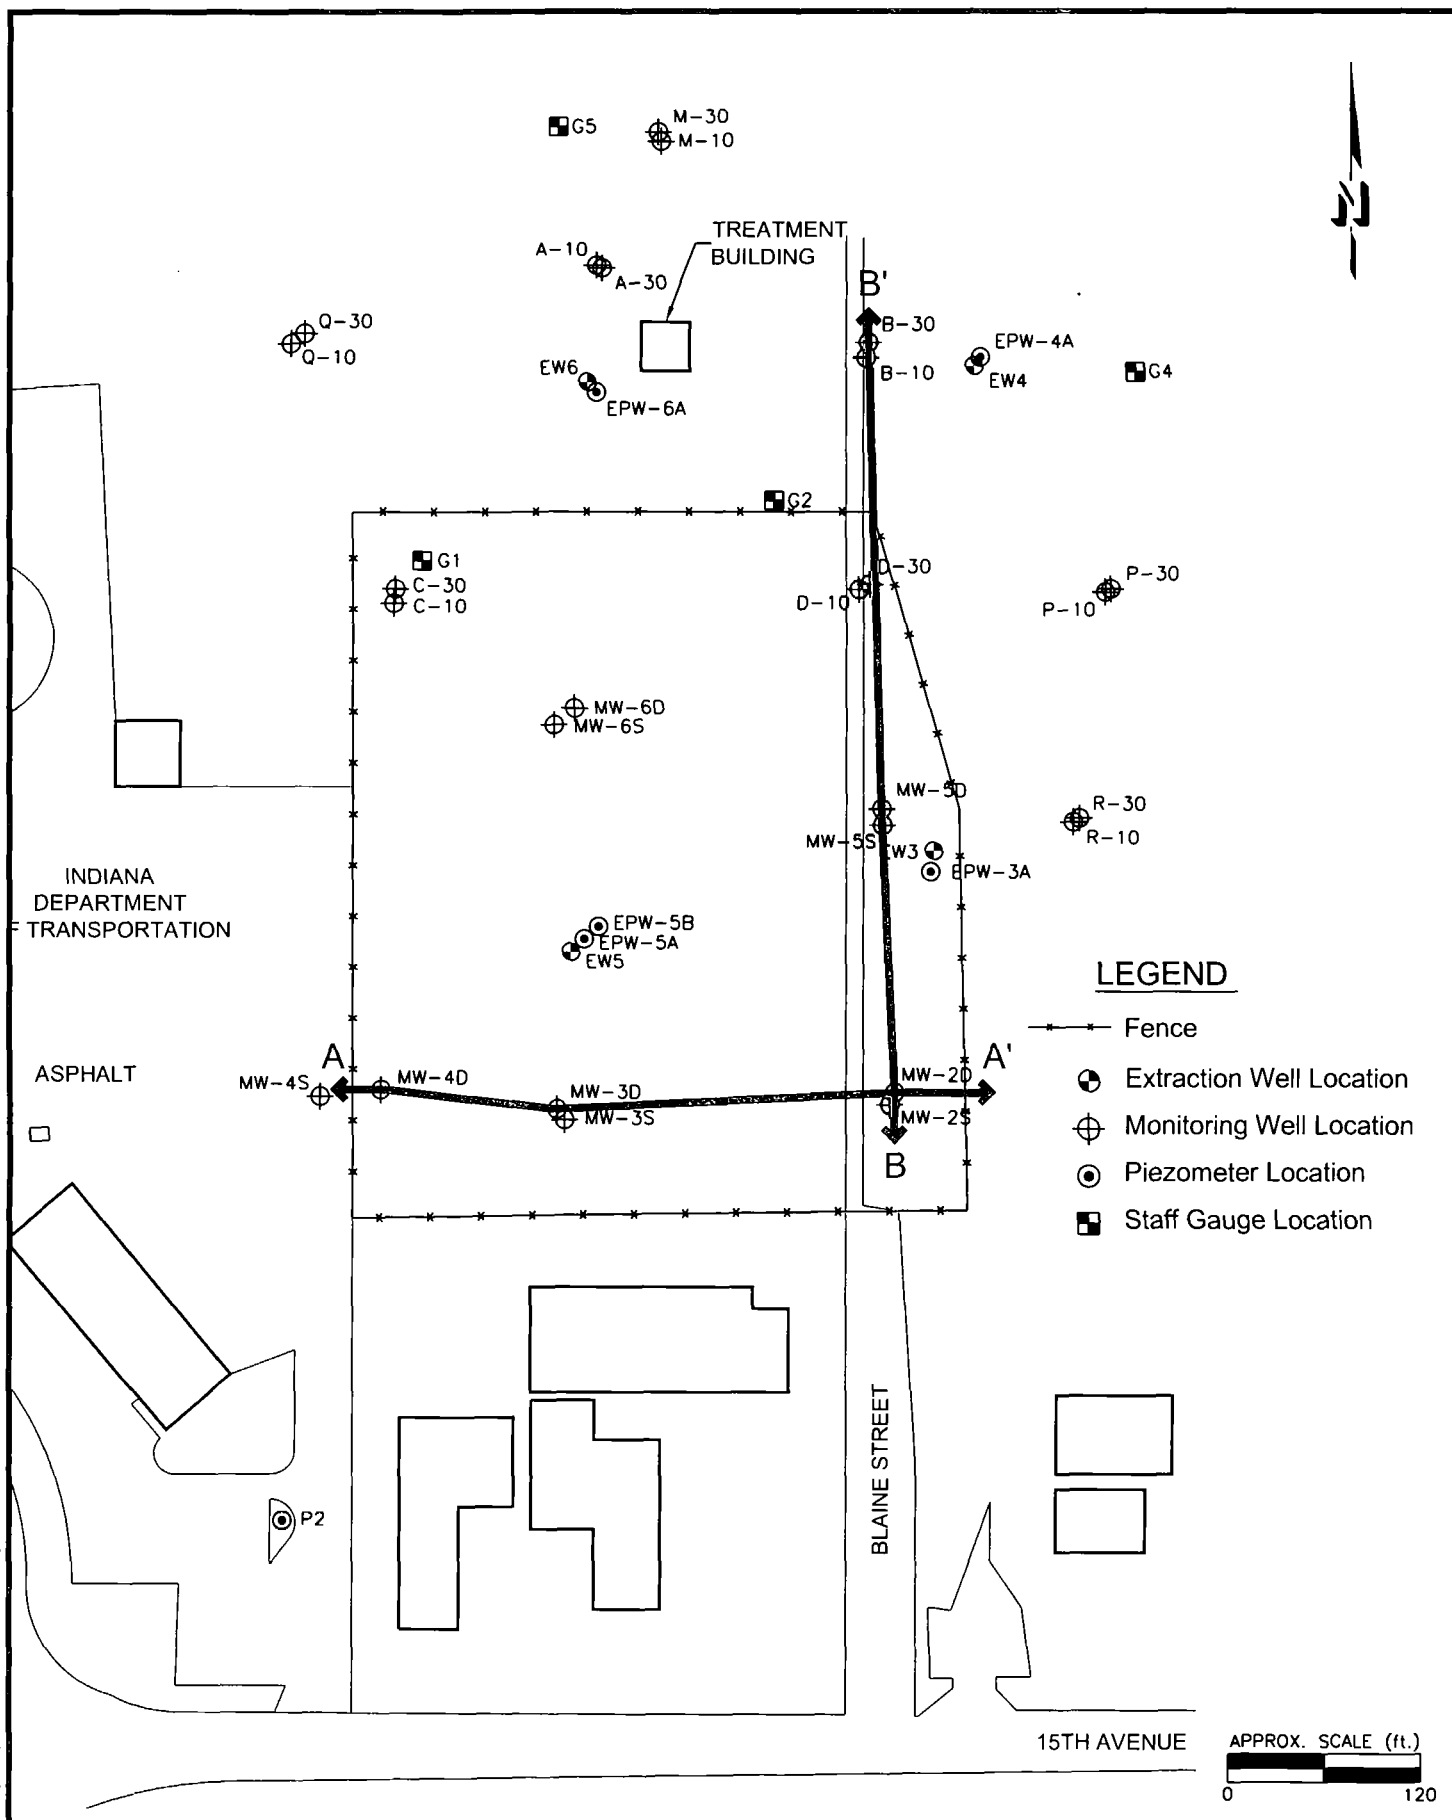 G5
M-30
M-10
N
TREATMENT
BUILDING
A-10
A-30
B'
Q-30
Q-10
B-30
B-10
EPW-4A
EW4
G4
EW6
EPW-6A
G2
G1
C-30
C-10
D-30
D-10
P-30
P-10
MW-6D
MW-6S
MW-5D
MW-5S
EW3
EPW-3A
R-30
R-10
INDIANA
DEPARTMENT
F TRANSPORTATION
EPW-5B
EPW-5A
EW5
LEGEND
Fence
Extraction Well Location
Monitoring Well Location
Piezometer Location
Staff Gauge Location
ASPHALT
A
A'
MW-4S
MW-4D
MW-3D
MW-3S
MW-2D
MW-2S
B
BLAINE STREET
P2
15TH AVENUE
APPROX. SCALE (ft.)
0 120